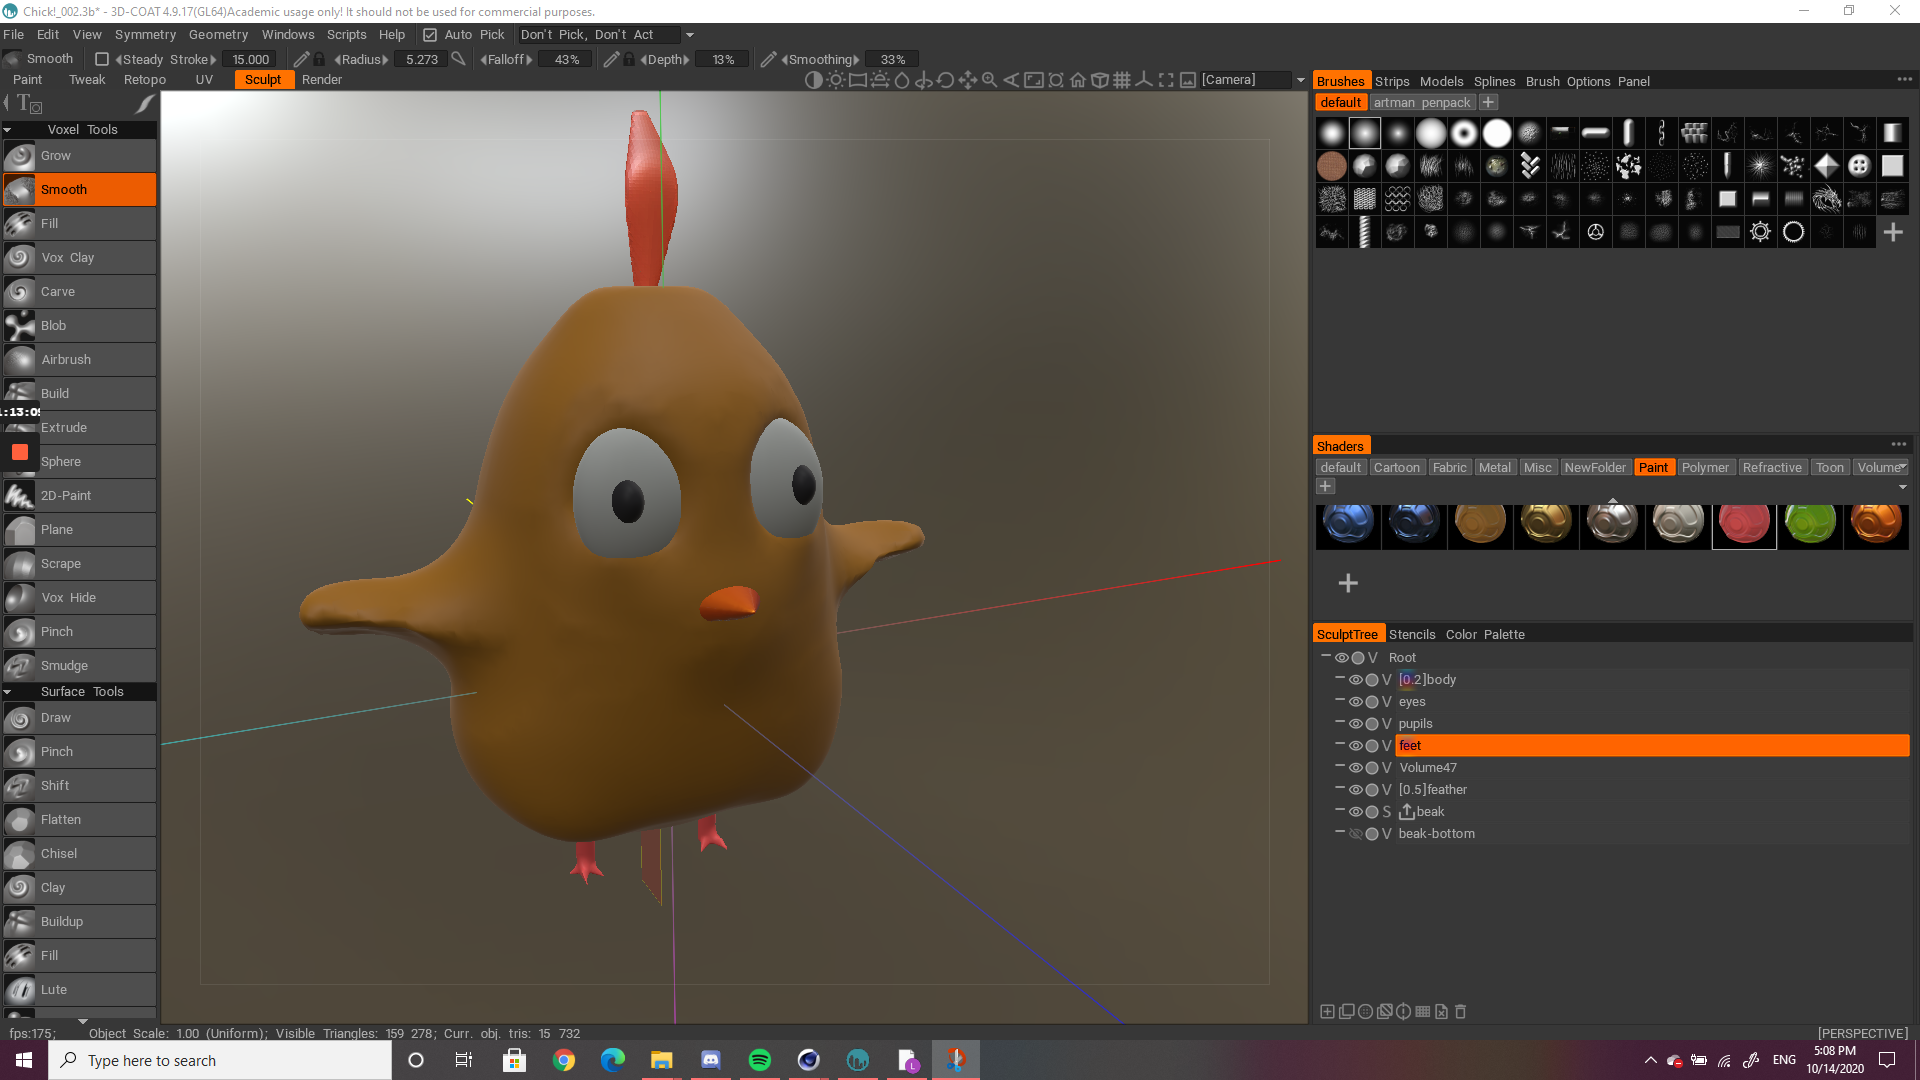 Chick!_002.3b* - 3D-COAT 4.9.17(GL64)Academic usage only! It should not be used for commercial purposes.
File Edit View Symmetry Geometry Windows Scripts Help Auto Pick Don't Pick, Don't Act
Smooth Steady Stroke 15.000 Radius 5.273 Falloff 43% Depth 13% Smoothing 33%
Paint Tweak Retopo UV Sculpt Render [Camera]
Voxel Tools
Grow
Smooth
Fill
Vox Clay
Carve
Blob
Airbrush
Build
1:13:09
Extrude
Sphere
2D-Paint
Plane
Scrape
Vox Hide
Pinch
Smudge
Surface Tools
Draw
Pinch
Shift
Flatten
Chisel
Clay
Buildup
Fill
Lute
Brushes Strips Models Splines Brush Options Panel
default artman penpack
Shaders
default Cartoon Fabric Metal Misc NewFolder Paint Polymer Refractive Toon Volume
SculptTree Stencils Color Palette
V Root
V [0.2]body
V eyes
V pupils
V feet
V Volume47
V [0.5]feather
S beak
V beak-bottom
fps:175; Object Scale: 1.00 (Uniform); Visible Triangles: 159 278; Curr. obj. tris: 15 732
[PERSPECTIVE]
Type here to search
ENG
5:08 PM
10/14/2020